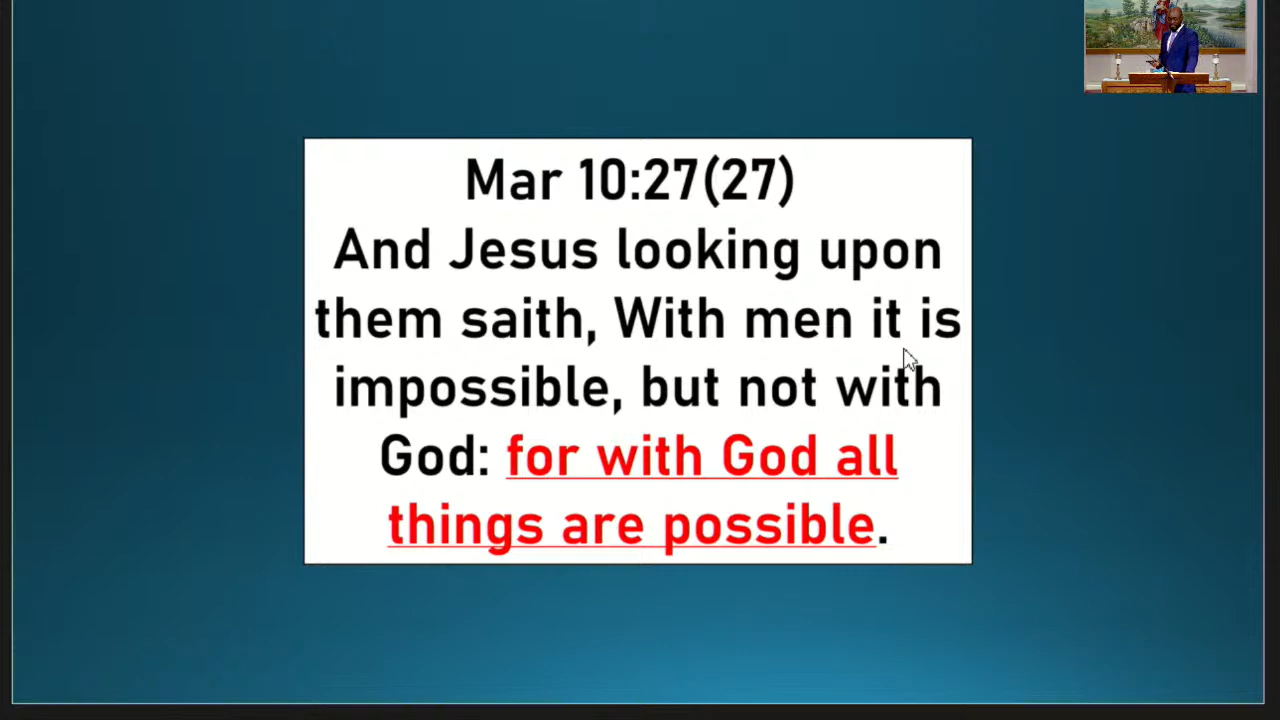 Mar 10:27(27)
And Jesus looking upon
them saith, With men it is
impossible, but not with
God: for with God all
things are possible.